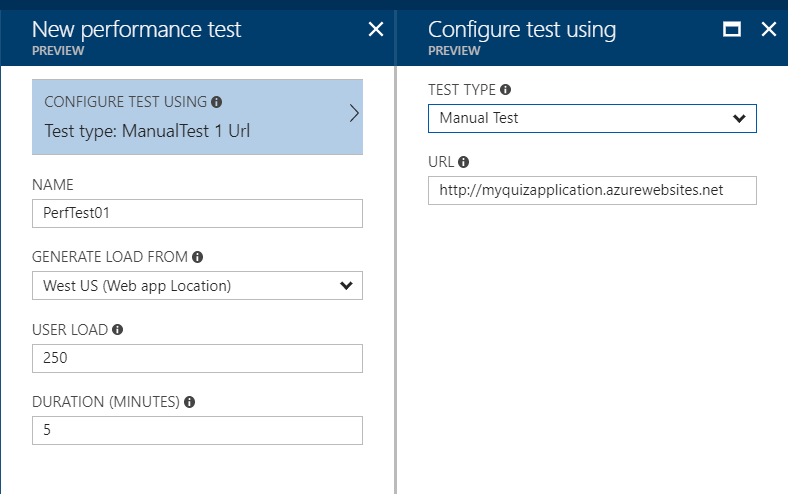 New performance test
PREVIEW
CONFIGURE TEST USING
Test type: ManualTest 1 Url
NAME
PerfTest01
GENERATE LOAD FROM
West US (Web app Location)
USER LOAD
250
DURATION (MINUTES)
5
Configure test using
PREVIEW
TEST TYPE
Manual Test
URL
http://myquizapplication.azurewebsites.net